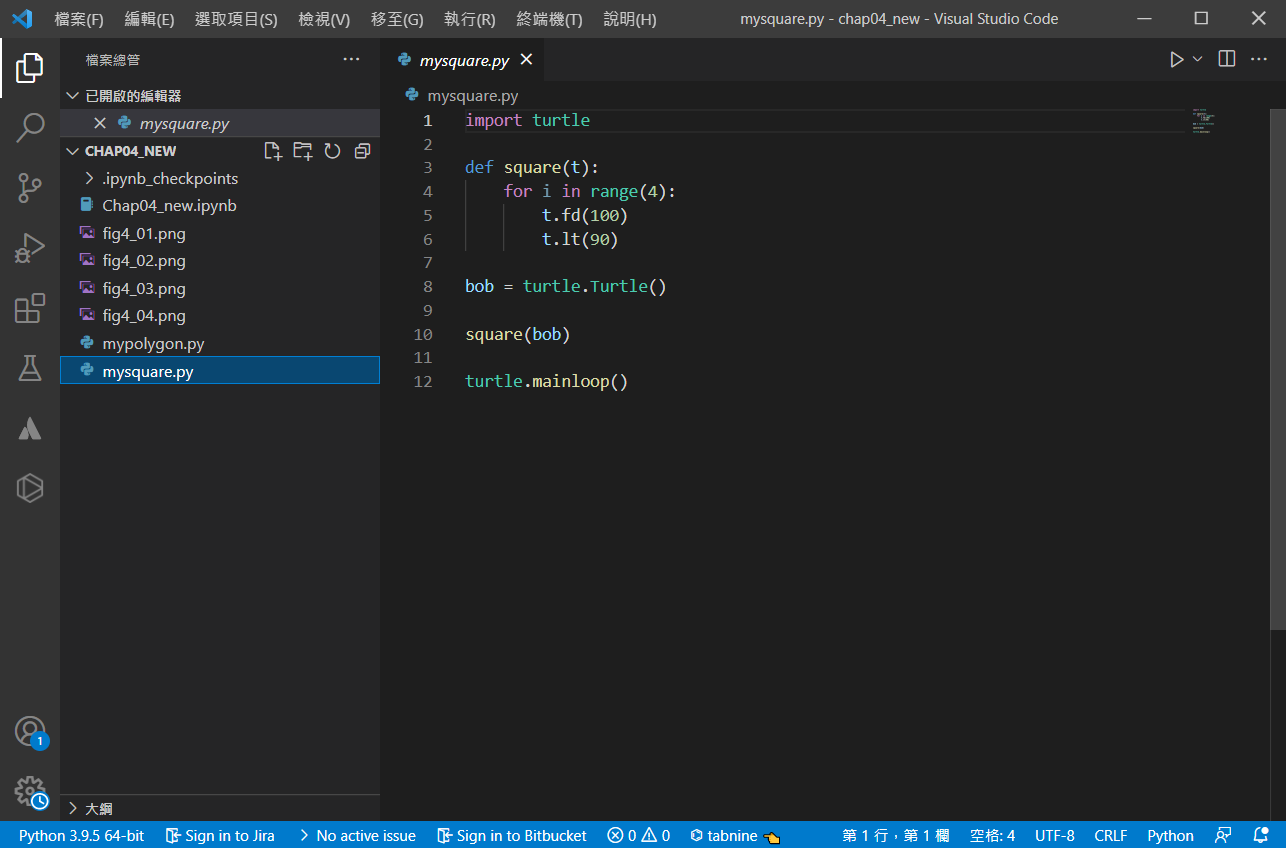 檔案(F) 編輯(E) 選取項目(S) 檢視(V) 移至(G) 執行(R) 終端機(T) 說明(H) mysquare.py - chap04_new - Visual Studio Code
檔案總管
已開啟的編輯器
mysquare.py
CHAP04_NEW
.ipynb_checkpoints
Chap04_new.ipynb
fig4_01.png
fig4_02.png
fig4_03.png
fig4_04.png
mypolygon.py
mysquare.py
大綱
mysquare.py
mysquare.py
1 import turtle
2
3 def square(t):
4     for i in range(4):
5         t.fd(100)
6         t.lt(90)
7
8 bob = turtle.Turtle()
9
10 square(bob)
11
12 turtle.mainloop()
1
Python 3.9.5 64-bit Sign in to Jira No active issue Sign in to Bitbucket 0 0 tabnine 第 1 行，第 1 欄 空格: 4 UTF-8 CRLF Python